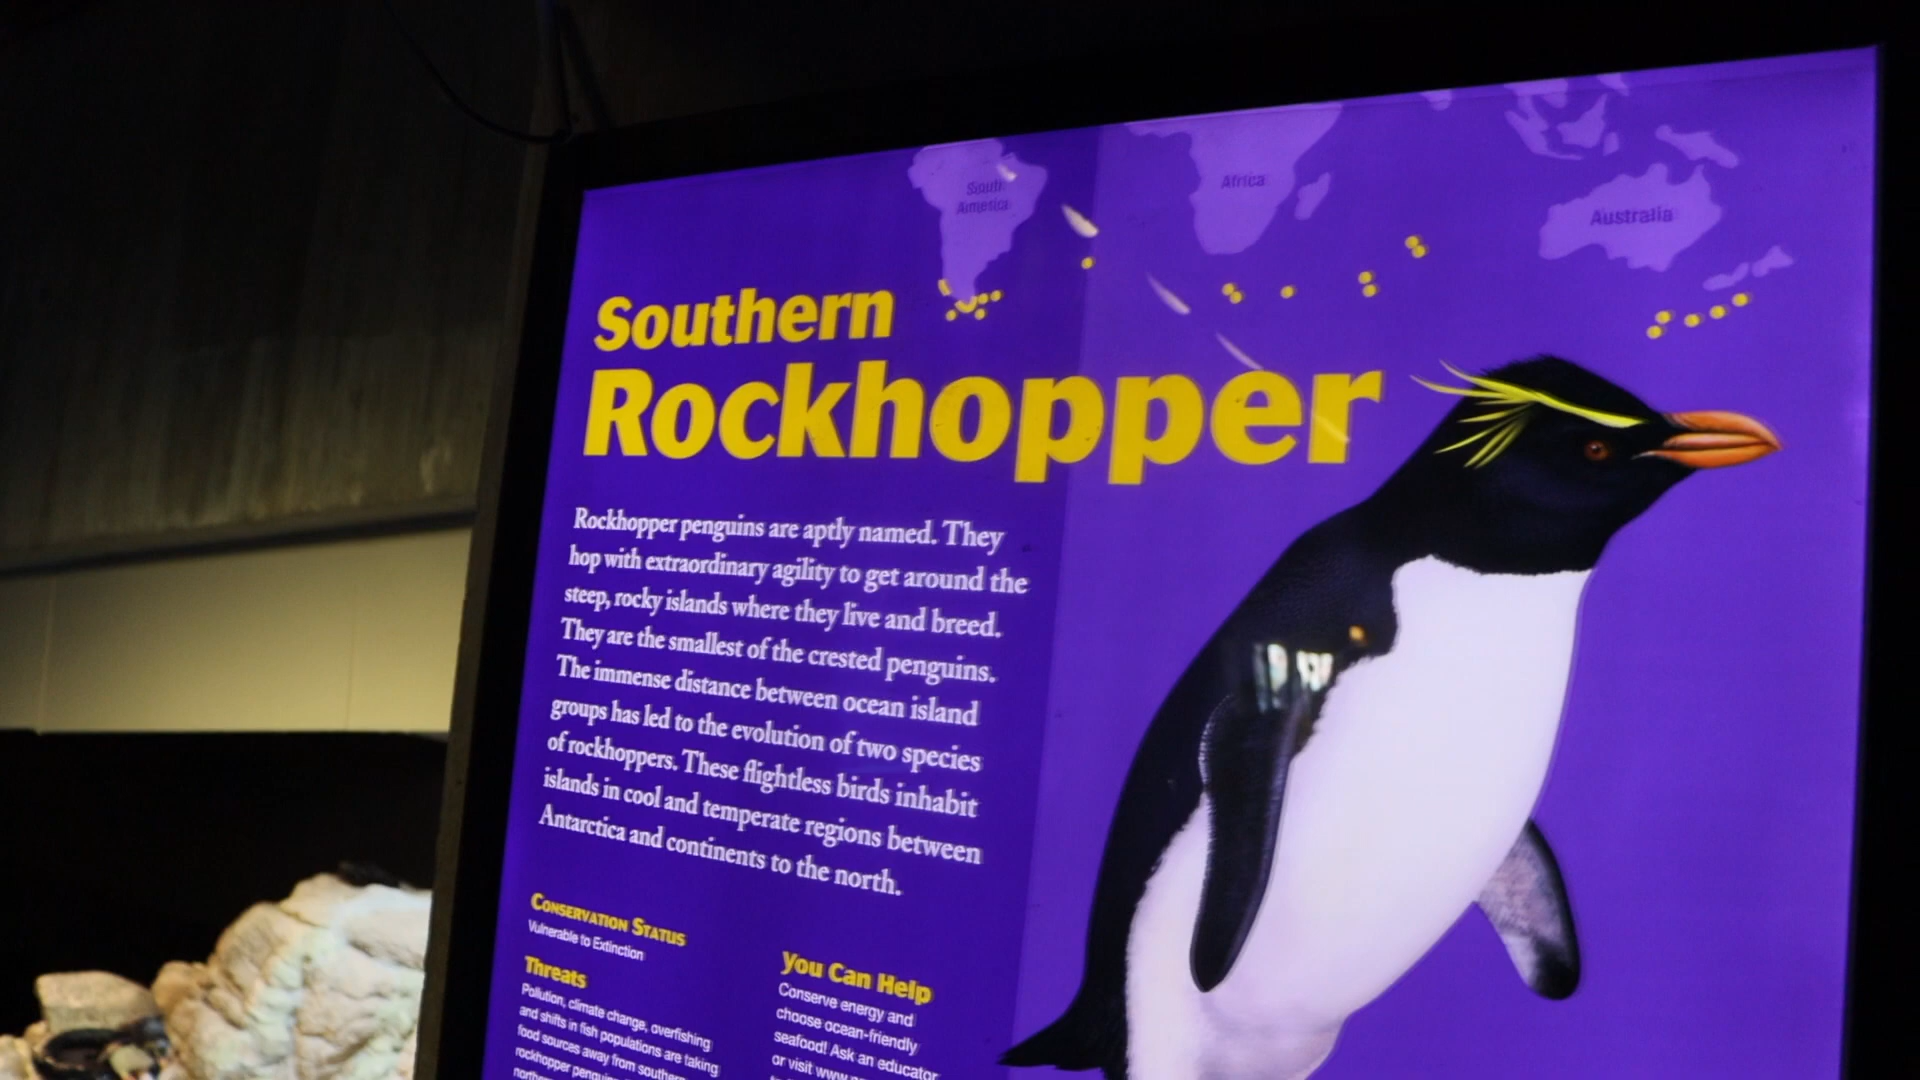 South
America
Africa
Australia
Southern
Rockhopper
Rockhopper penguins are aptly named. They
hop with extraordinary agility to get around the
steep, rocky islands where they live and breed.
They are the smallest of the crested penguins.
The immense distance between ocean island
groups has led to the evolution of two species
of rockhoppers. These flightless birds inhabit
islands in cool and temperate regions between
Antarctica and continents to the north.
Conservation Status
Vulnerable to Extinction
Threats
Pollution, climate change, overfishing
and shifts in fish populations are taking
food sources away from southern
rockhopper
You Can Help
Conserve energy and
choose ocean-friendly
seafood! Ask an educator
or visit